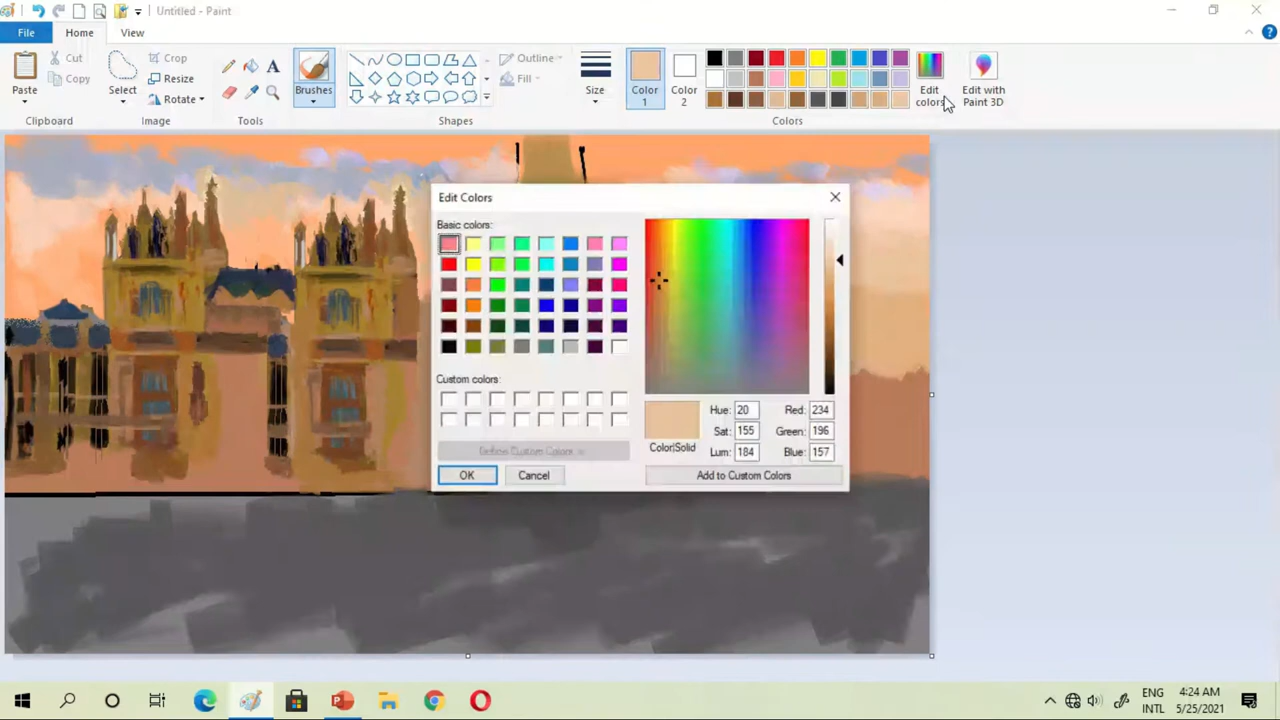 Untitled - Paint
File
Home
View
Paste
Cut
Copy
Select
Crop
Resize
Rotate
A
Brushes
Outline
Fill
Size
Color
1
Color
2
Edit
colors
Edit with
Paint 3D
Clipboard
Image
Tools
Shapes
Colors
Edit Colors
Basic colors:
Custom colors:
Define Custom Colors >>
OK
Cancel
Color|Solid
Hue: 20
Sat: 155
Lum: 184
Red: 234
Green: 196
Blue: 157
Add to Custom Colors
ENG
INTL
4:24 AM
5/25/2021